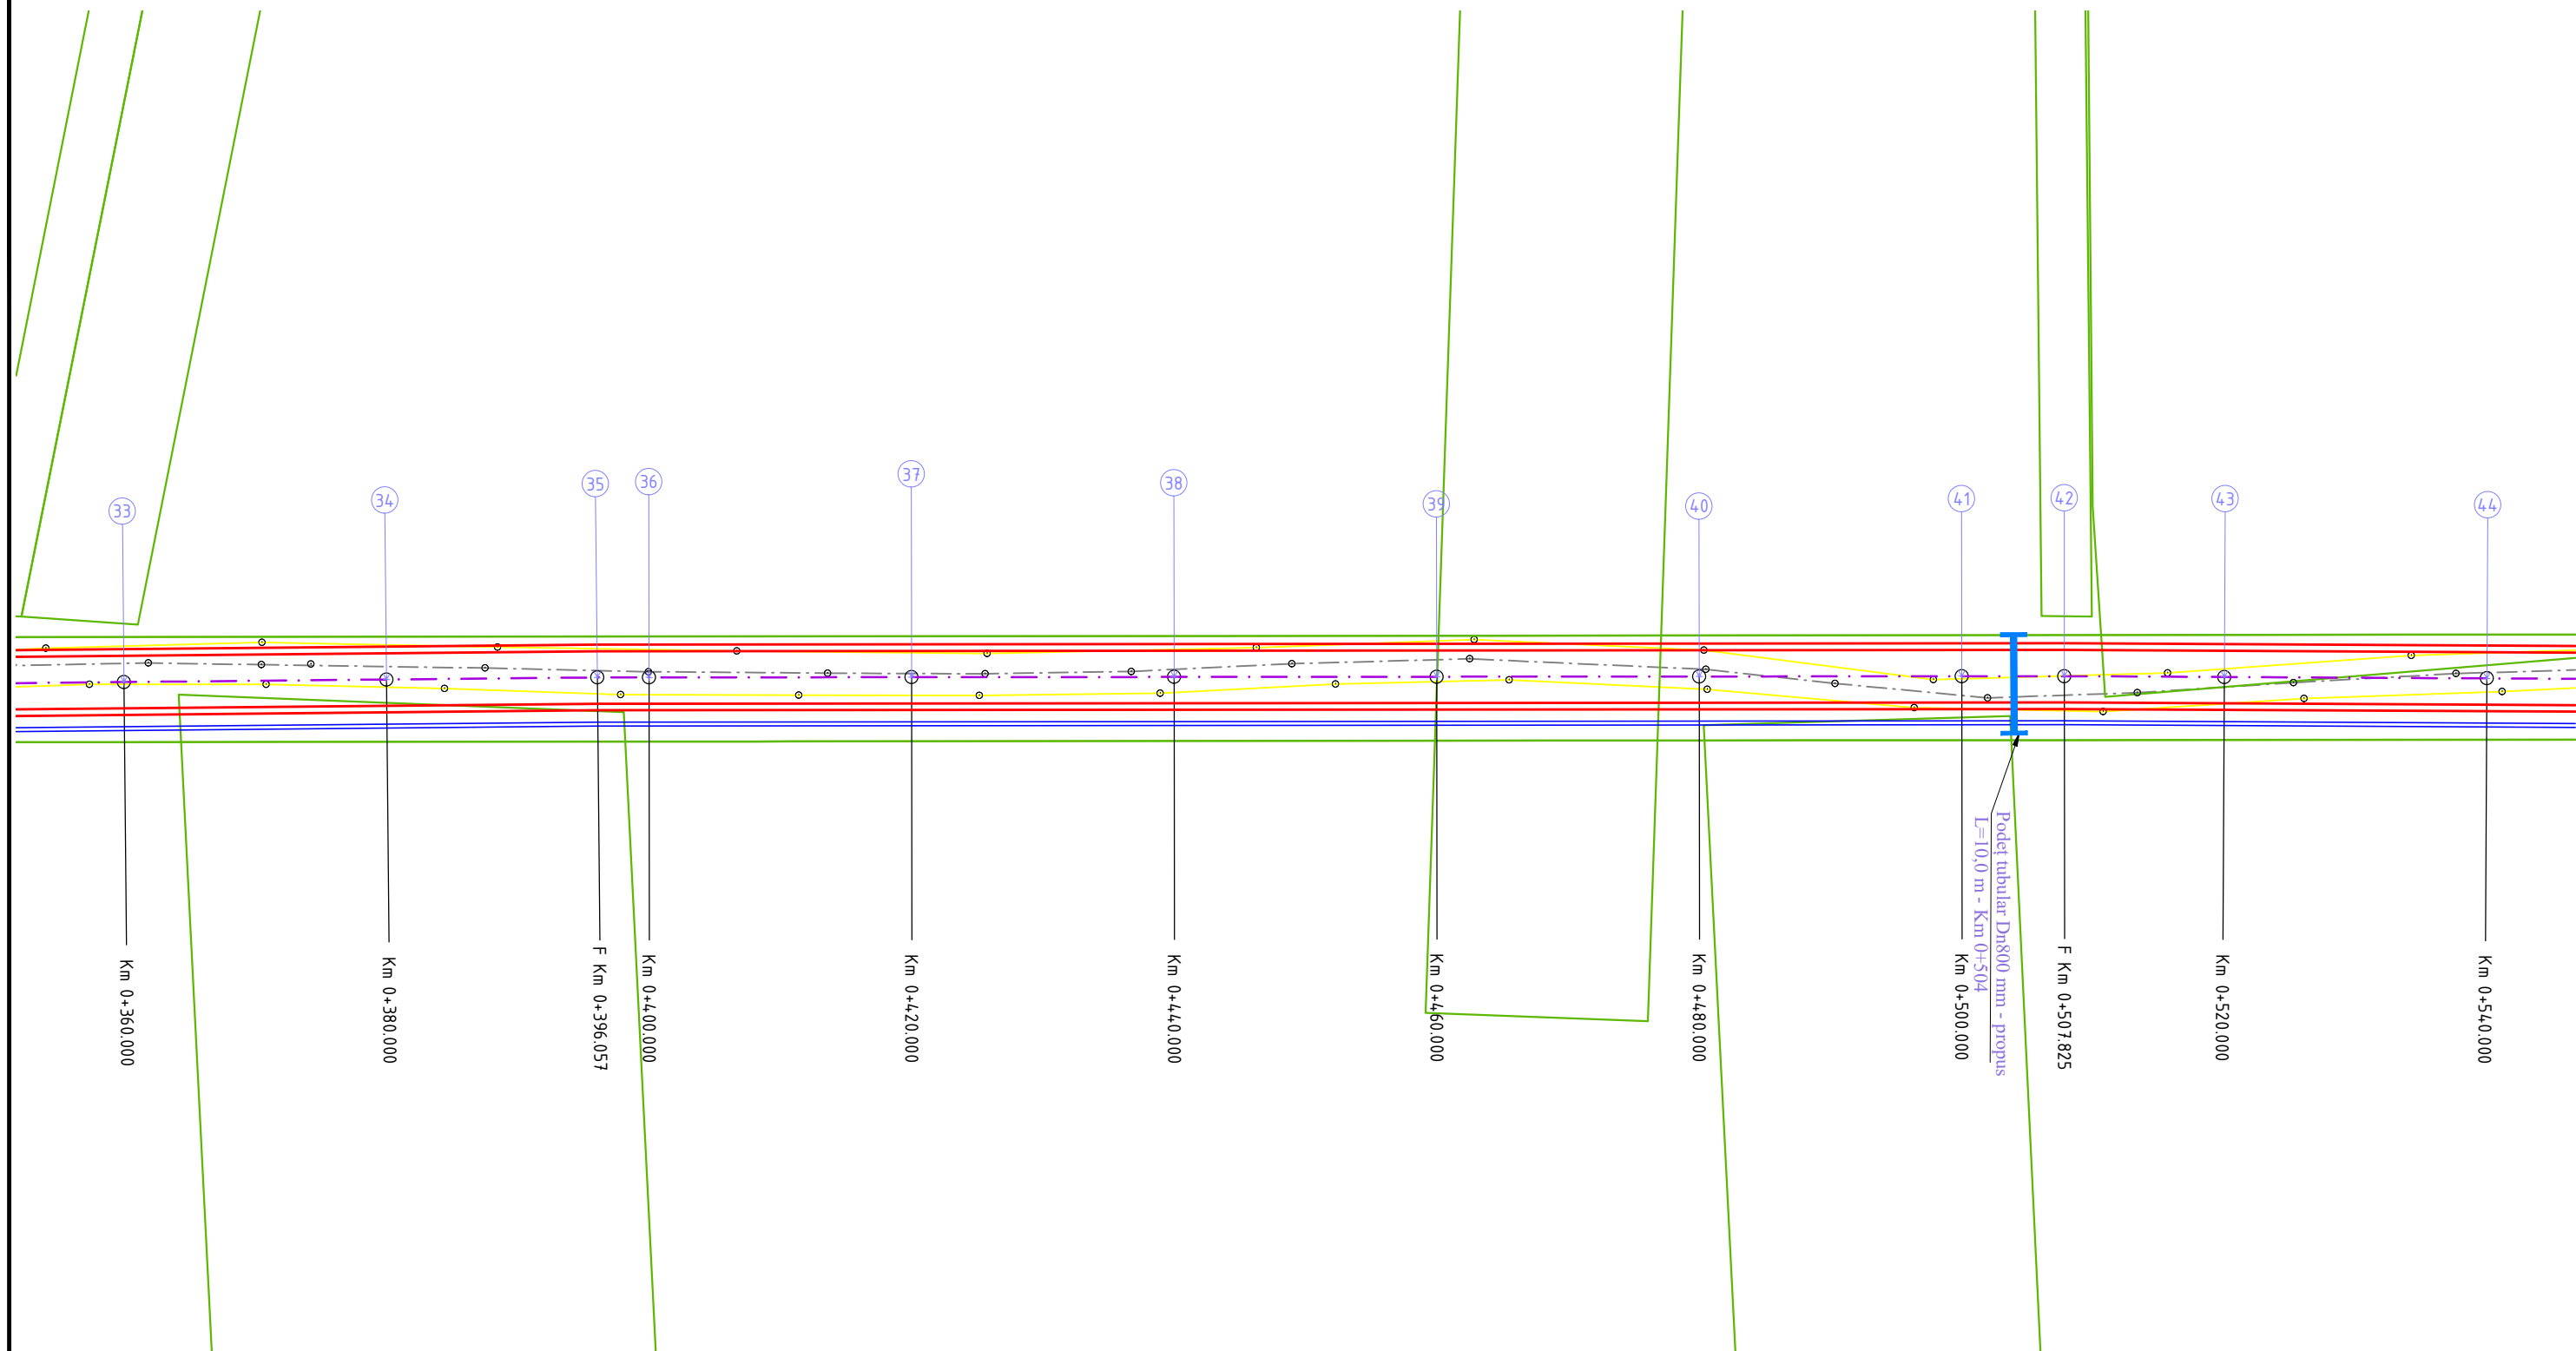 33
34
35
36
37
38
39
40
41
42
43
44
Km 0+360.000
Km 0+380.000
F Km 0+396.057
Km 0+400.000
Km 0+420.000
Km 0+440.000
Km 0+460.000
Km 0+480.000
Km 0+500.000
Podeț tubular Dn800 mm - propus
L=10,0 m - Km 0+504
F Km 0+507.825
Km 0+520.000
Km 0+540.000